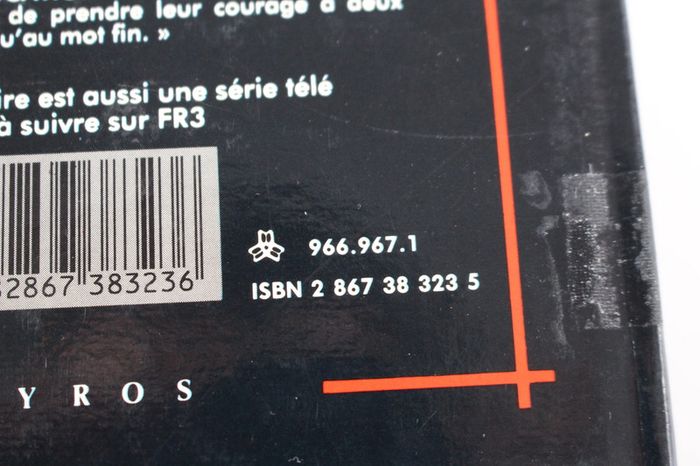 de prendre leur courage à deux
u'au mot fin. »
ire est aussi une série télé
à suivre sur FR3
966.967.1
ISBN 2 867 38 323 5
2867 383236
YROS